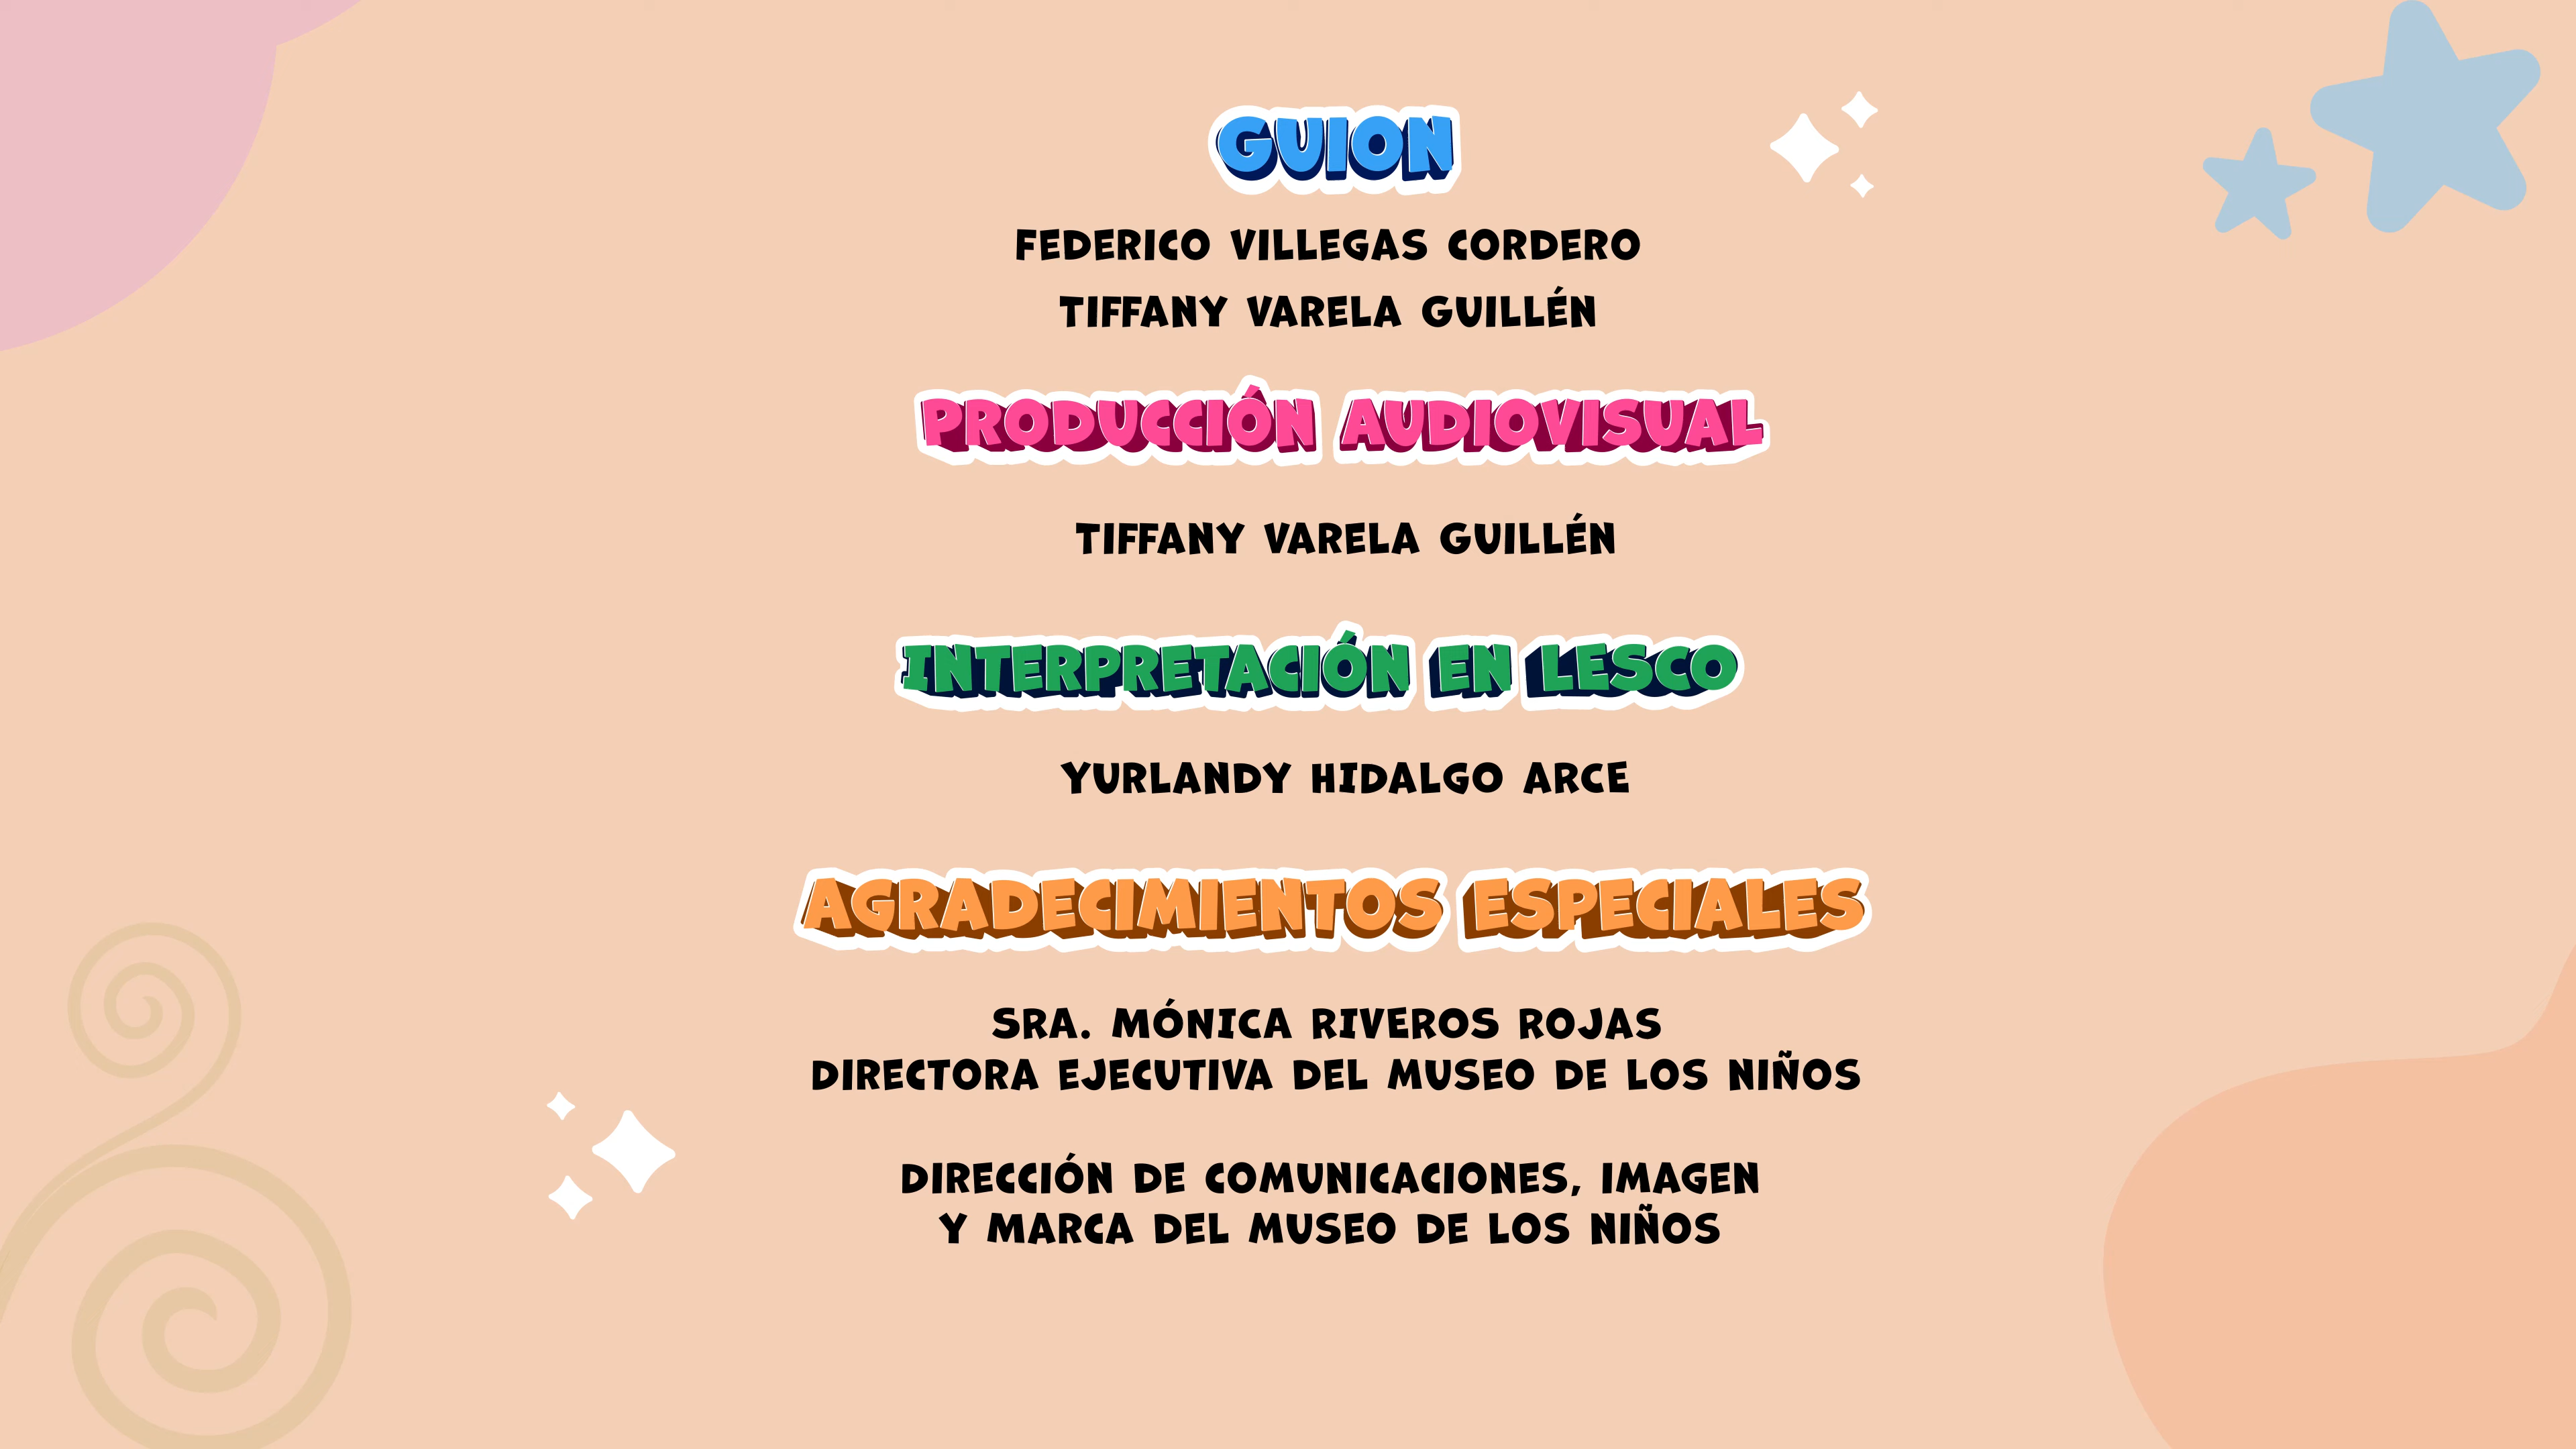 GUION
FEDERICO VILLEGAS CORDERO
TIFFANY VARELA GUILLÉN
PRODUCCIÓN AUDIOVISUAL
TIFFANY VARELA GUILLÉN
INTERPRETACIÓN EN LESCO
YURLANDY HIDALGO ARCE
AGRADECIMIENTOS ESPECIALES
SRA. MÓNICA RIVEROS ROJAS
DIRECTORA EJECUTIVA DEL MUSEO DE LOS NIÑOS
DIRECCIÓN DE COMUNICACIONES, IMAGEN
Y MARCA DEL MUSEO DE LOS NIÑOS